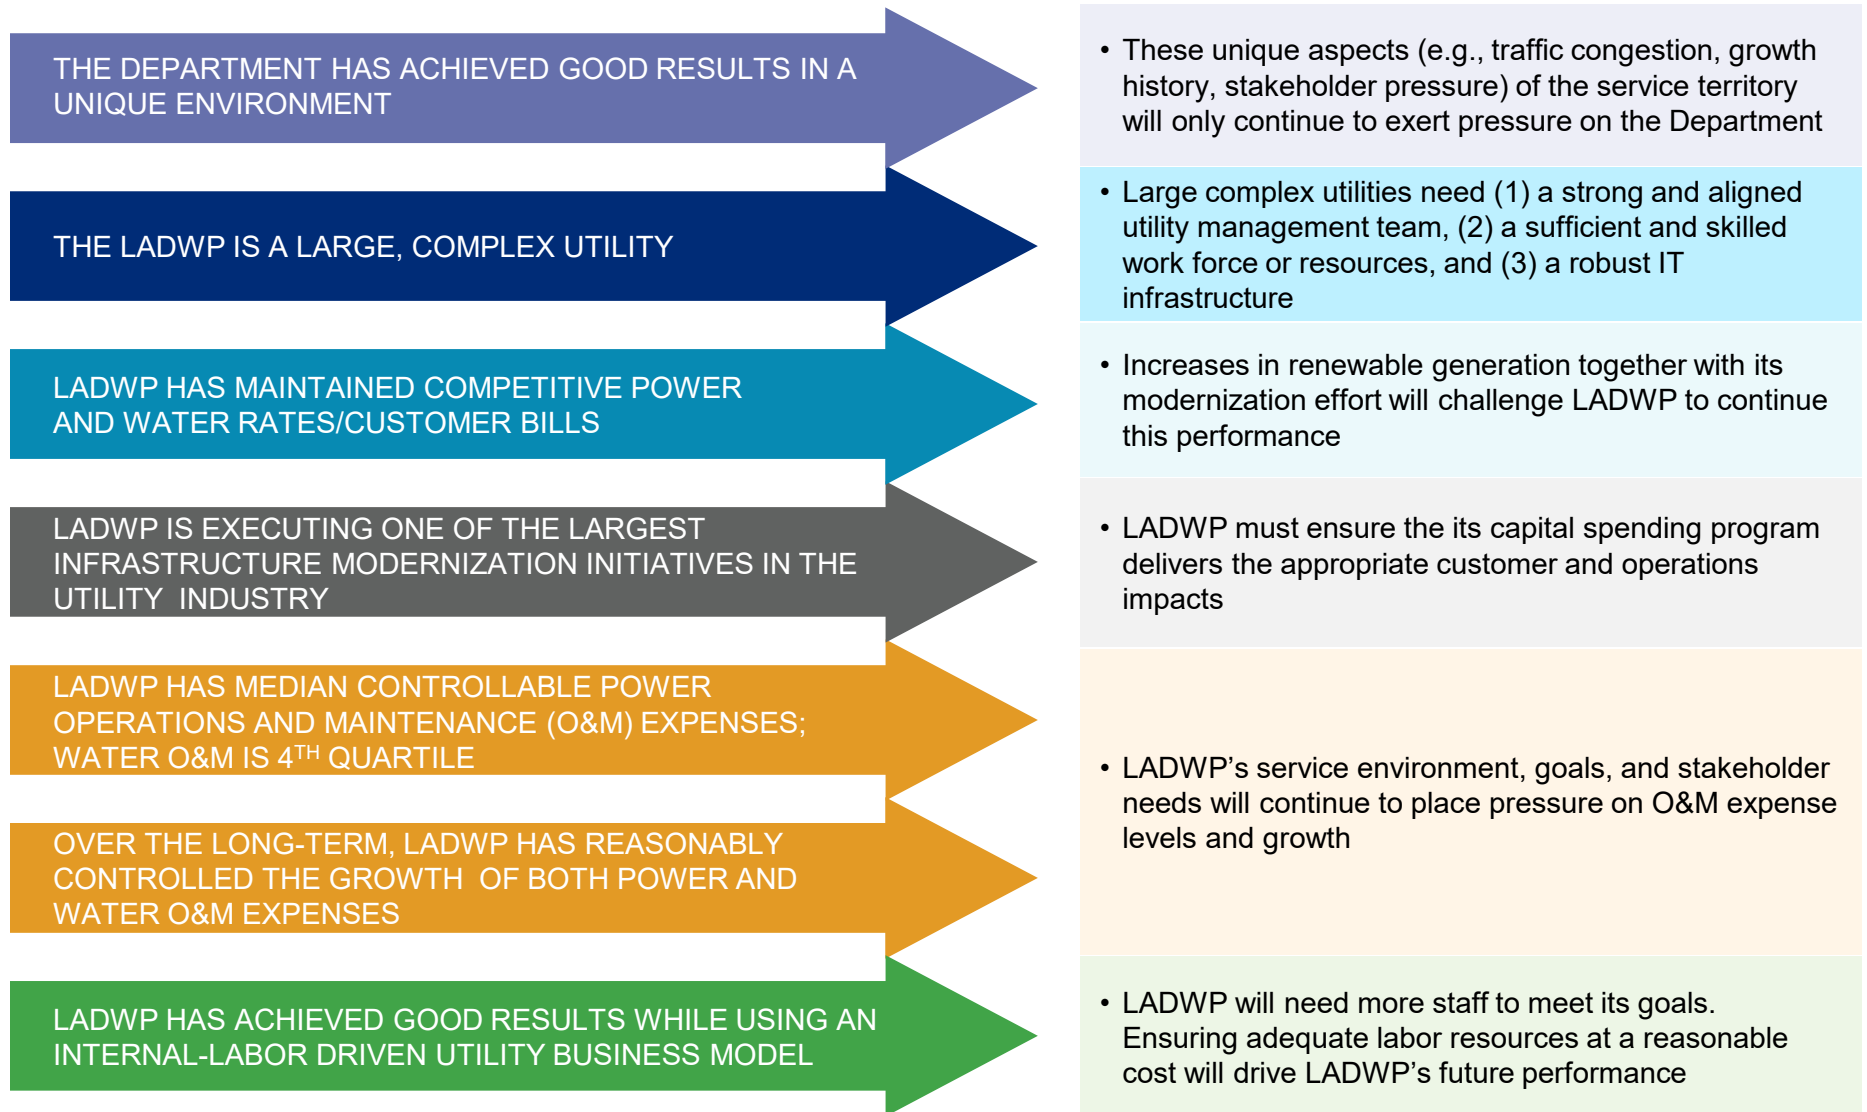 THE DEPARTMENT HAS ACHIEVED GOOD RESULTS IN A
UNIQUE ENVIRONMENT
• These unique aspects (e.g., traffic congestion, growth
history, stakeholder pressure) of the service territory
will only continue to exert pressure on the Department
THE LADWP IS A LARGE, COMPLEX UTILITY
• Large complex utilities need (1) a strong and aligned
utility management team, (2) a sufficient and skilled
work force or resources, and (3) a robust IT
infrastructure
LADWP HAS MAINTAINED COMPETITIVE POWER
AND WATER RATES/CUSTOMER BILLS
• Increases in renewable generation together with its
modernization effort will challenge LADWP to continue
this performance
LADWP IS EXECUTING ONE OF THE LARGEST
INFRASTRUCTURE MODERNIZATION INITIATIVES IN THE
UTILITY INDUSTRY
• LADWP must ensure the its capital spending program
delivers the appropriate customer and operations
impacts
LADWP HAS MEDIAN CONTROLLABLE POWER
OPERATIONS AND MAINTENANCE (O&M) EXPENSES;
WATER O&M IS 4TH QUARTILE
OVER THE LONG-TERM, LADWP HAS REASONABLY
CONTROLLED THE GROWTH OF BOTH POWER AND
WATER O&M EXPENSES
• LADWP’s service environment, goals, and stakeholder
needs will continue to place pressure on O&M expense
levels and growth
LADWP HAS ACHIEVED GOOD RESULTS WHILE USING AN
INTERNAL-LABOR DRIVEN UTILITY BUSINESS MODEL
• LADWP will need more staff to meet its goals.
Ensuring adequate labor resources at a reasonable
cost will drive LADWP’s future performance